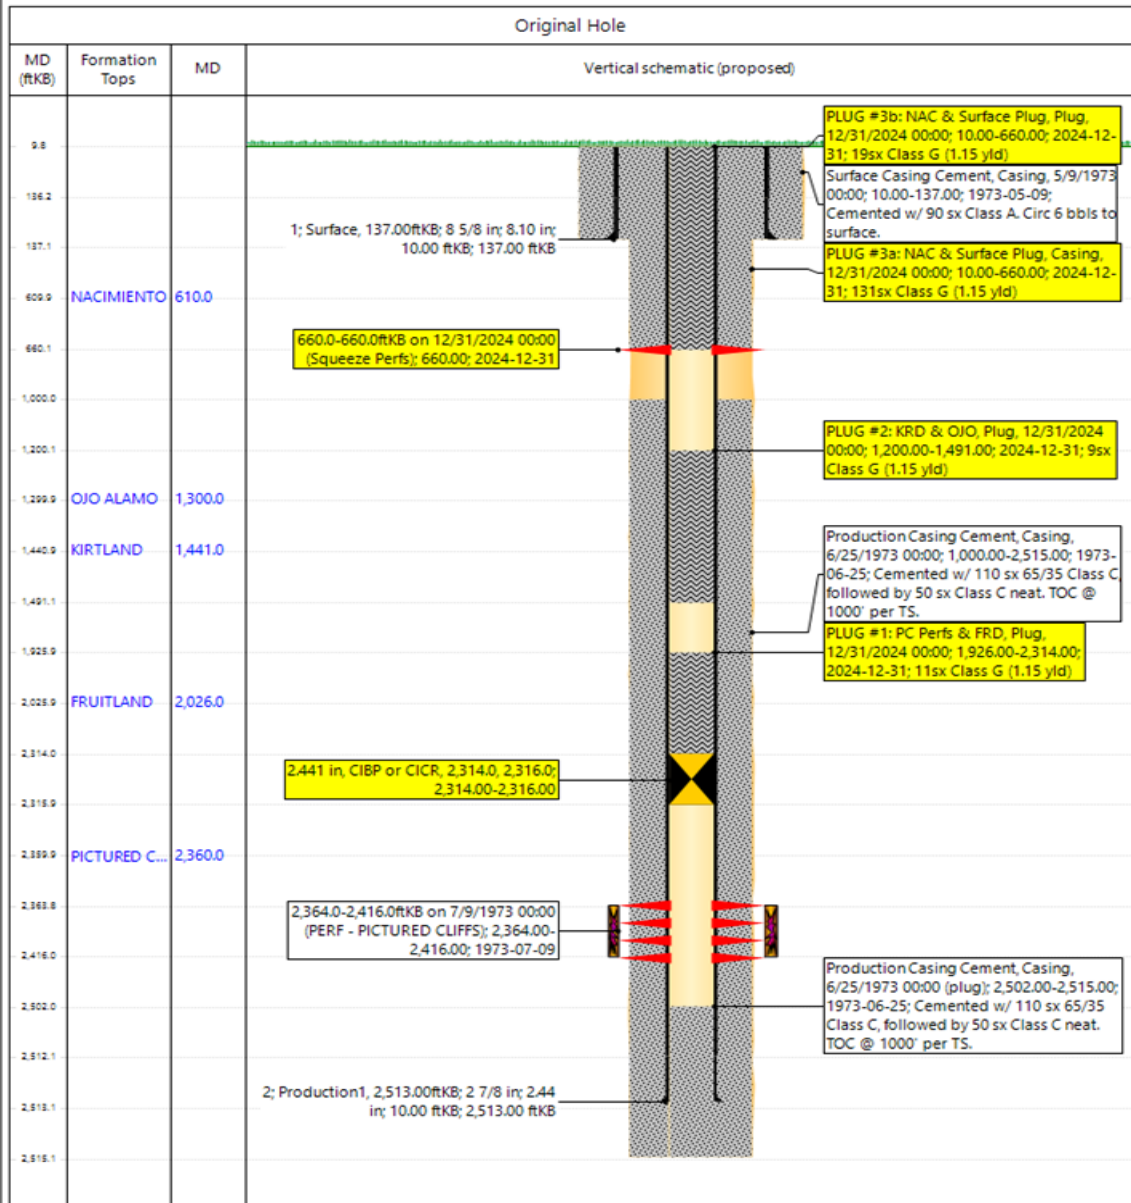 Original Hole
MD
(ftKB)
Formation
Tops
MD
Vertical schematic (proposed)
PLUG #3b: NAC & Surface Plug, Plug,
12/31/2024 00:00; 10.00-660.00; 2024-12-
31; 19sx Class G (1.15 yld)
9.8
Surface Casing Cement, Casing, 5/9/1973
00:00; 10.00-137.00; 1973-05-09;
Cemented w/ 90 sx Class A. Circ 6 bbls to
surface.
136.2
1; Surface, 137.00ftKB; 8 5/8 in; 8.10 in;
10.00 ftKB; 137.00 ftKB
137.1
PLUG #3a: NAC & Surface Plug, Casing,
12/31/2024 00:00; 10.00-660.00; 2024-12-
31; 131sx Class G (1.15 yld)
609.9
NACIMIENTO
610.0
660.0-660.0ftKB on 12/31/2024 00:00
(Squeeze Perfs); 660.00; 2024-12-31
660.1
1,000.0
PLUG #2: KRD & OJO, Plug, 12/31/2024
00:00; 1,200.00-1,491.00; 2024-12-31; 9sx
Class G (1.15 yld)
1,200.1
1,299.9
OJO ALAMO
1,300.0
Production Casing Cement, Casing,
6/25/1973 00:00; 1,000.00-2,515.00; 1973-
06-25; Cemented w/ 110 sx 65/35 Class C,
followed by 50 sx Class C neat. TOC @
1000' per TS.
1,440.9
KIRTLAND
1,441.0
1,491.1
PLUG #1: PC Perfs & FRD, Plug,
12/31/2024 00:00; 1,926.00-2,314.00;
2024-12-31; 11sx Class G (1.15 yld)
1,925.9
2,025.9
FRUITLAND
2,026.0
2,314.0
2.441 in, CIBP or CICR, 2,314.0, 2,316.0;
2,314.00-2,316.00
2,315.9
2,359.9
PICTURED C...
2,360.0
2,363.8
2,364.0-2,416.0ftKB on 7/9/1973 00:00
(PERF - PICTURED CLIFFS); 2,364.00-
2,416.00; 1973-07-09
2,416.0
Production Casing Cement, Casing,
6/25/1973 00:00 (plug); 2,502.00-2,515.00;
1973-06-25; Cemented w/ 110 sx 65/35
Class C, followed by 50 sx Class C neat.
TOC @ 1000' per TS.
2,502.0
2,512.1
2; Production1, 2,513.00ftKB; 2 7/8 in; 2.44
in; 10.00 ftKB; 2,513.00 ftKB
2,513.1
2,515.1